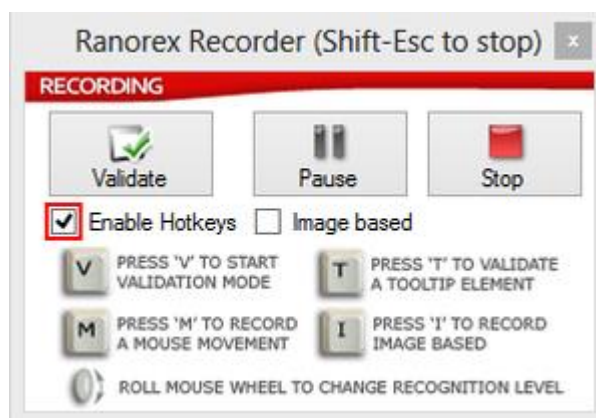 Ranorex Recorder (Shift-Esc to stop) x
RECORDING
Validate Pause Stop
Enable Hotkeys Image based
V PRESS 'V' TO START VALIDATION MODE
T PRESS 'T' TO VALIDATE A TOOLTIP ELEMENT
M PRESS 'M' TO RECORD A MOUSE MOVEMENT
I PRESS 'I' TO RECORD IMAGE BASED
ROLL MOUSE WHEEL TO CHANGE RECOGNITION LEVEL